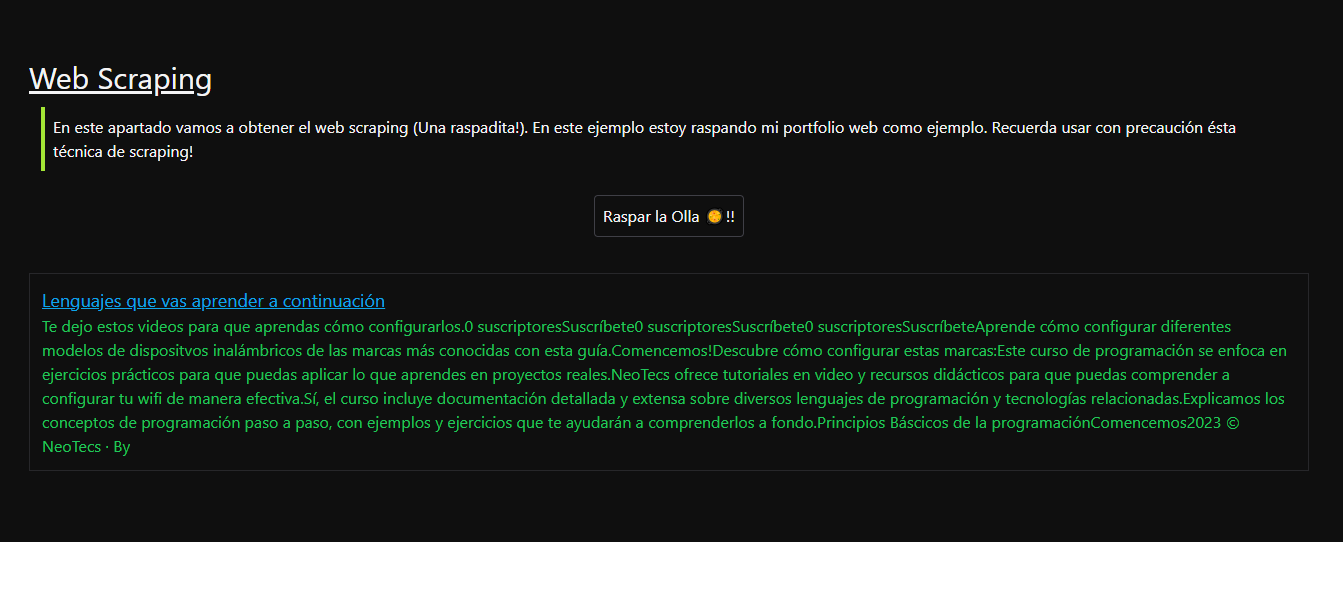 Web Scraping
En este apartado vamos a obtener el web scraping (Una raspadita!). En este ejemplo estoy raspando mi portfolio web como ejemplo. Recuerda usar con precaución ésta
técnica de scraping!
Raspar la Olla 🥘 !!
Lenguajes que vas aprender a continuación
Te dejo estos videos para que aprendas cómo configurarlos.0 suscriptoresSuscríbete0 suscriptoresSuscríbete0 suscriptoresSuscríbeteAprende cómo configurar diferentes
modelos de dispositvos inalámbricos de las marcas más conocidas con esta guía.Comencemos!Descubre cómo configurar estas marcas:Este curso de programación se enfoca en
ejercicios prácticos para que puedas aplicar lo que aprendes en proyectos reales.NeoTecs ofrece tutoriales en video y recursos didácticos para que puedas comprender a
configurar tu wifi de manera efectiva.Sí, el curso incluye documentación detallada y extensa sobre diversos lenguajes de programación y tecnologías relacionadas.Explicamos los
conceptos de programación paso a paso, con ejemplos y ejercicios que te ayudarán a comprenderlos a fondo.Principios Báscicos de la programaciónComencemos2023 ©
NeoTecs · By